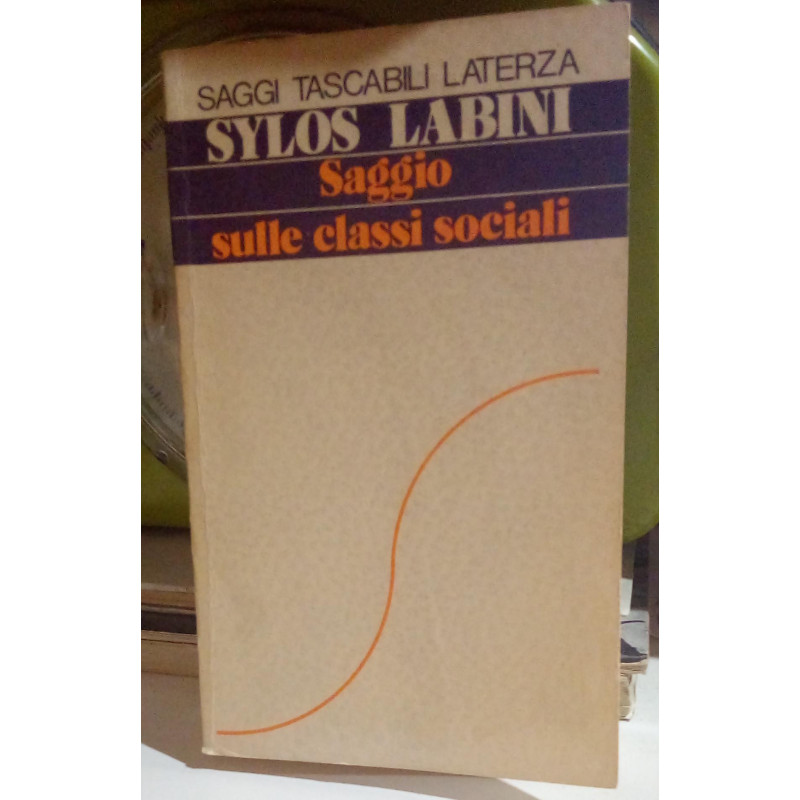 SAGGI TASCABILI LATERZA
SYLOS LABINI
Saggio
sulle classi sociali